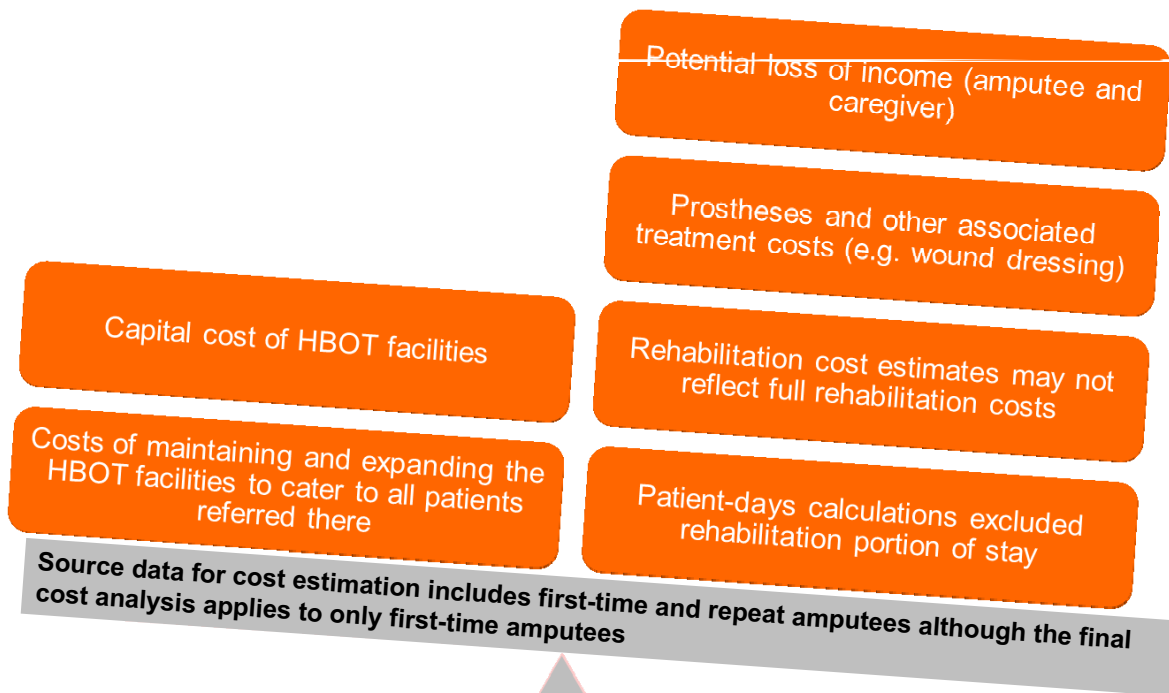 Potential loss of income (amputee and
caregiver)
Prostheses and other associated
treatment costs (e.g. wound dressing)
Capital cost of HBOT facilities
Rehabilitation cost estimates may not
reflect full rehabilitation costs
Costs of maintaining and expanding the
HBOT facilities to cater to all patients
referred there
Patient-days calculations excluded
rehabilitation portion of stay
Source data for cost estimation includes first-time and repeat amputees although the final
cost analysis applies to only first-time amputees